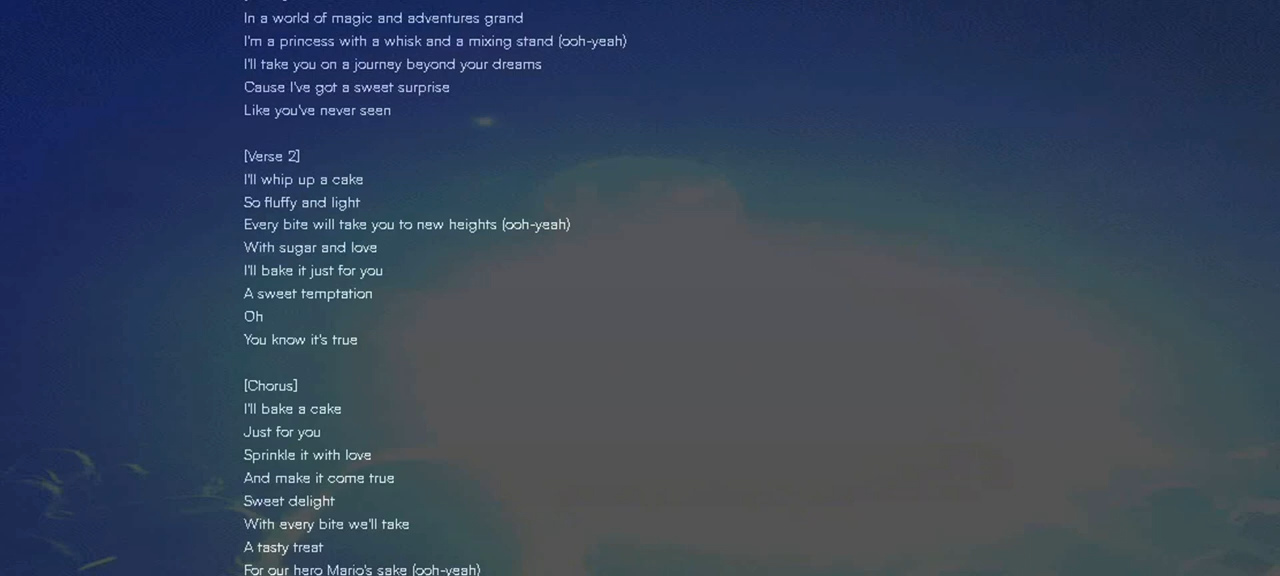 In a world of magic and adventures grand
I'm a princess with a whisk and a mixing stand (ooh-yeah)
I'll take you on a journey beyond your dreams
Cause I've got a sweet surprise
Like you've never seen
[Verse 2]
I'll whip up a cake
So fluffy and light
Every bite will take you to new heights (ooh-yeah)
With sugar and love
I'll bake it just for you
A sweet temptation
Oh
You know it's true
[Chorus]
I'll bake a cake
Just for you
Sprinkle it with love
And make it come true
Sweet delight
With every bite we'll take
A tasty treat
For our hero Mario's sake (ooh-yeah)